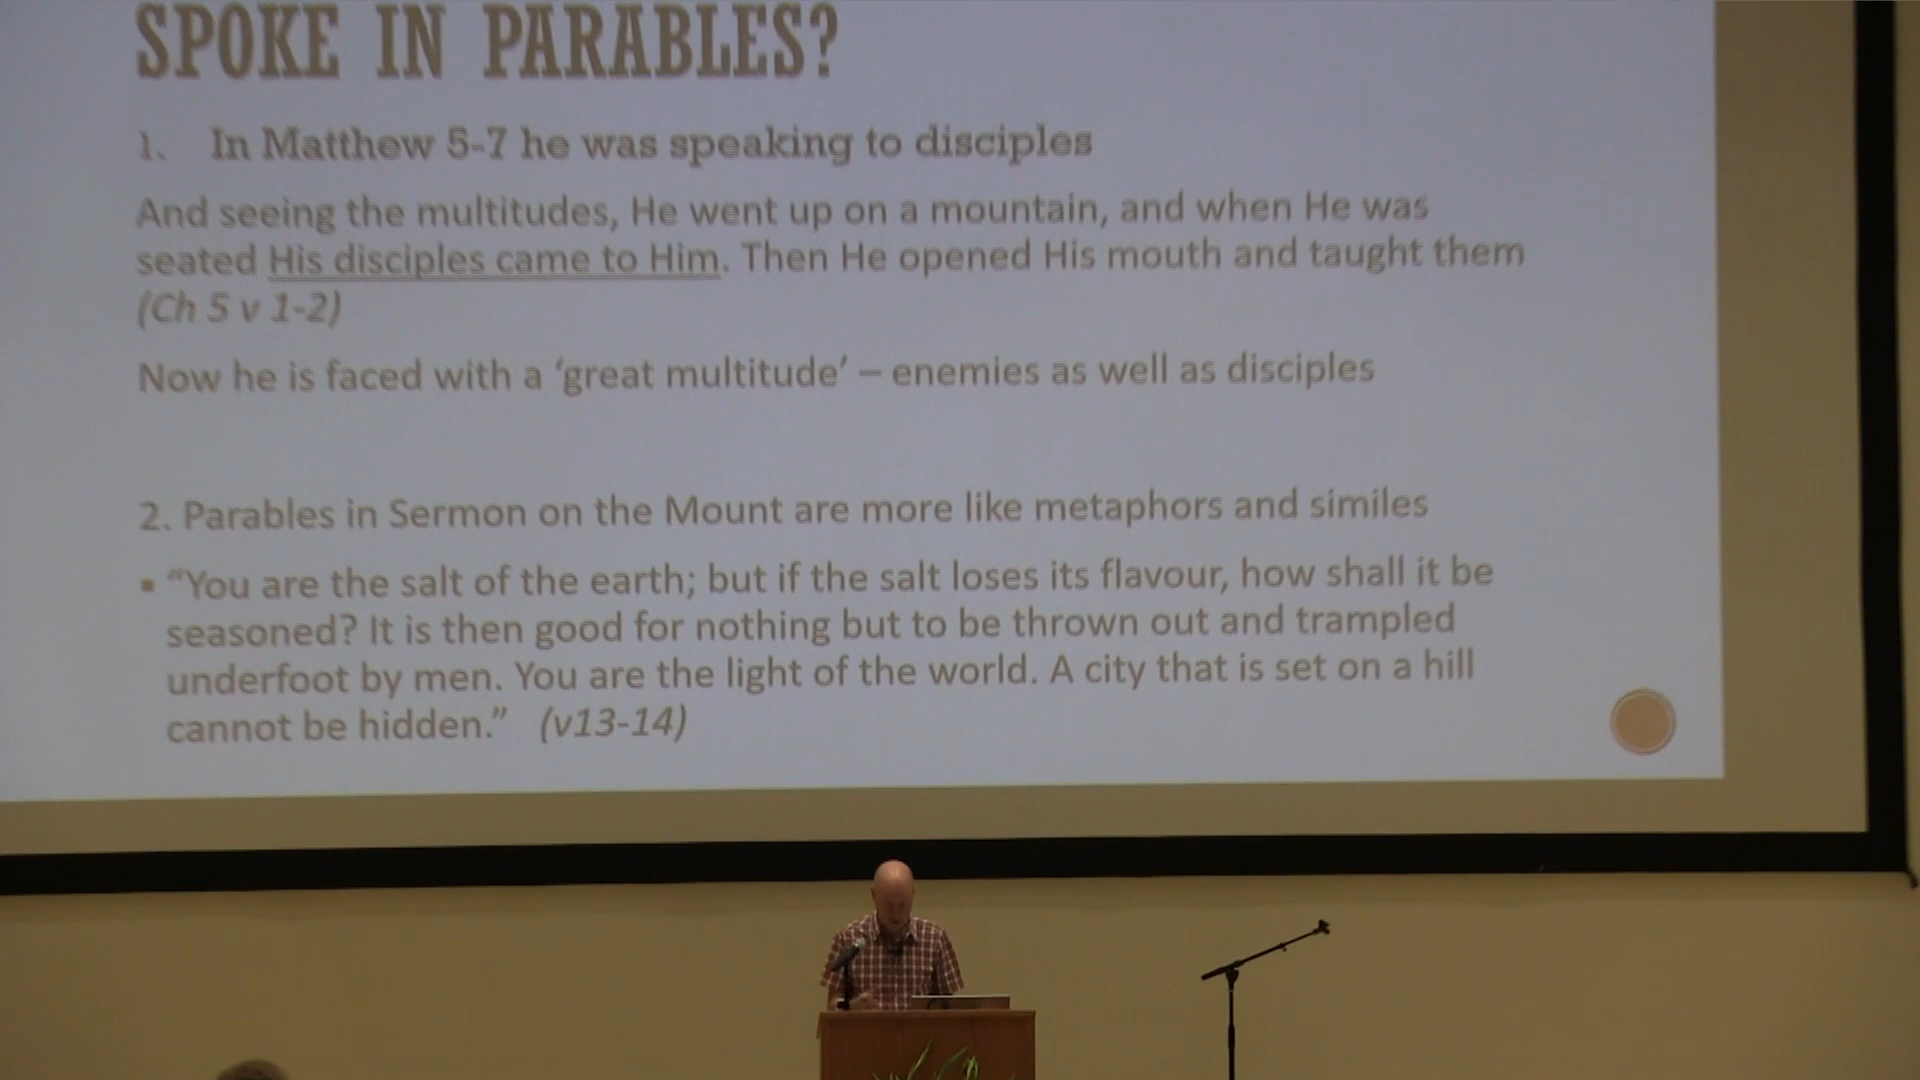 SPOKE IN PARABLES?
1. In Matthew 5-7 he was speaking to disciples
And seeing the multitudes, He went up on a mountain, and when He was
seated His disciples came to Him. Then He opened His mouth and taught them
(Ch 5 v 1-2)
Now he is faced with a ‘great multitude’ – enemies as well as disciples
2. Parables in Sermon on the Mount are more like metaphors and similes
▪ “You are the salt of the earth; but if the salt loses its flavour, how shall it be
seasoned? It is then good for nothing but to be thrown out and trampled
underfoot by men. You are the light of the world. A city that is set on a hill
cannot be hidden.” (v13-14)